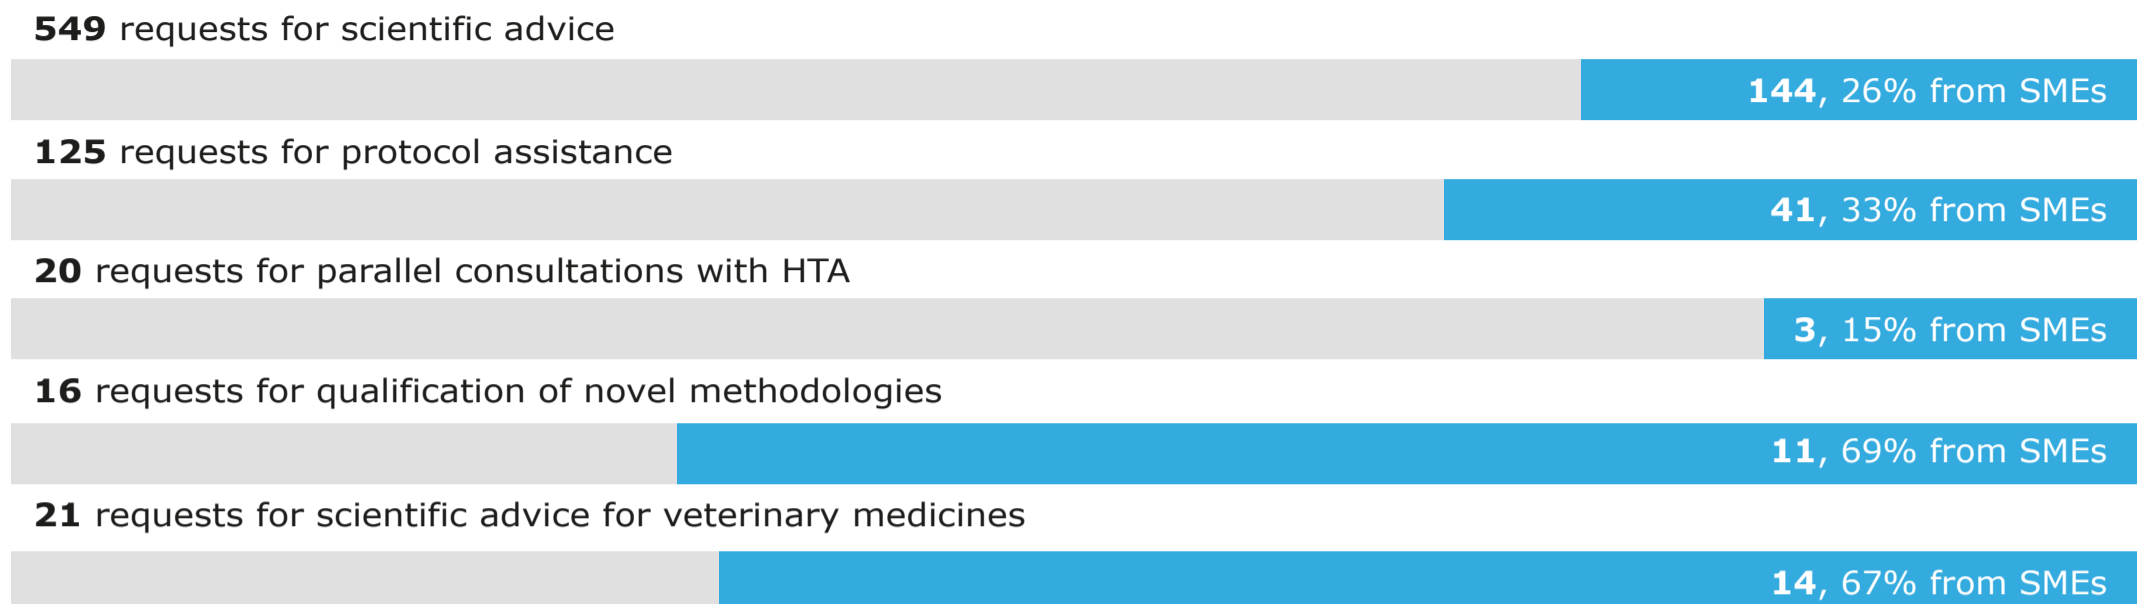 549 requests for scientific advice
144, 26% from SMEs
125 requests for protocol assistance
41, 33% from SMEs
20 requests for parallel consultations with HTA
3, 15% from SMEs
16 requests for qualification of novel methodologies
11, 69% from SMEs
21 requests for scientific advice for veterinary medicines
14, 67% from SMEs